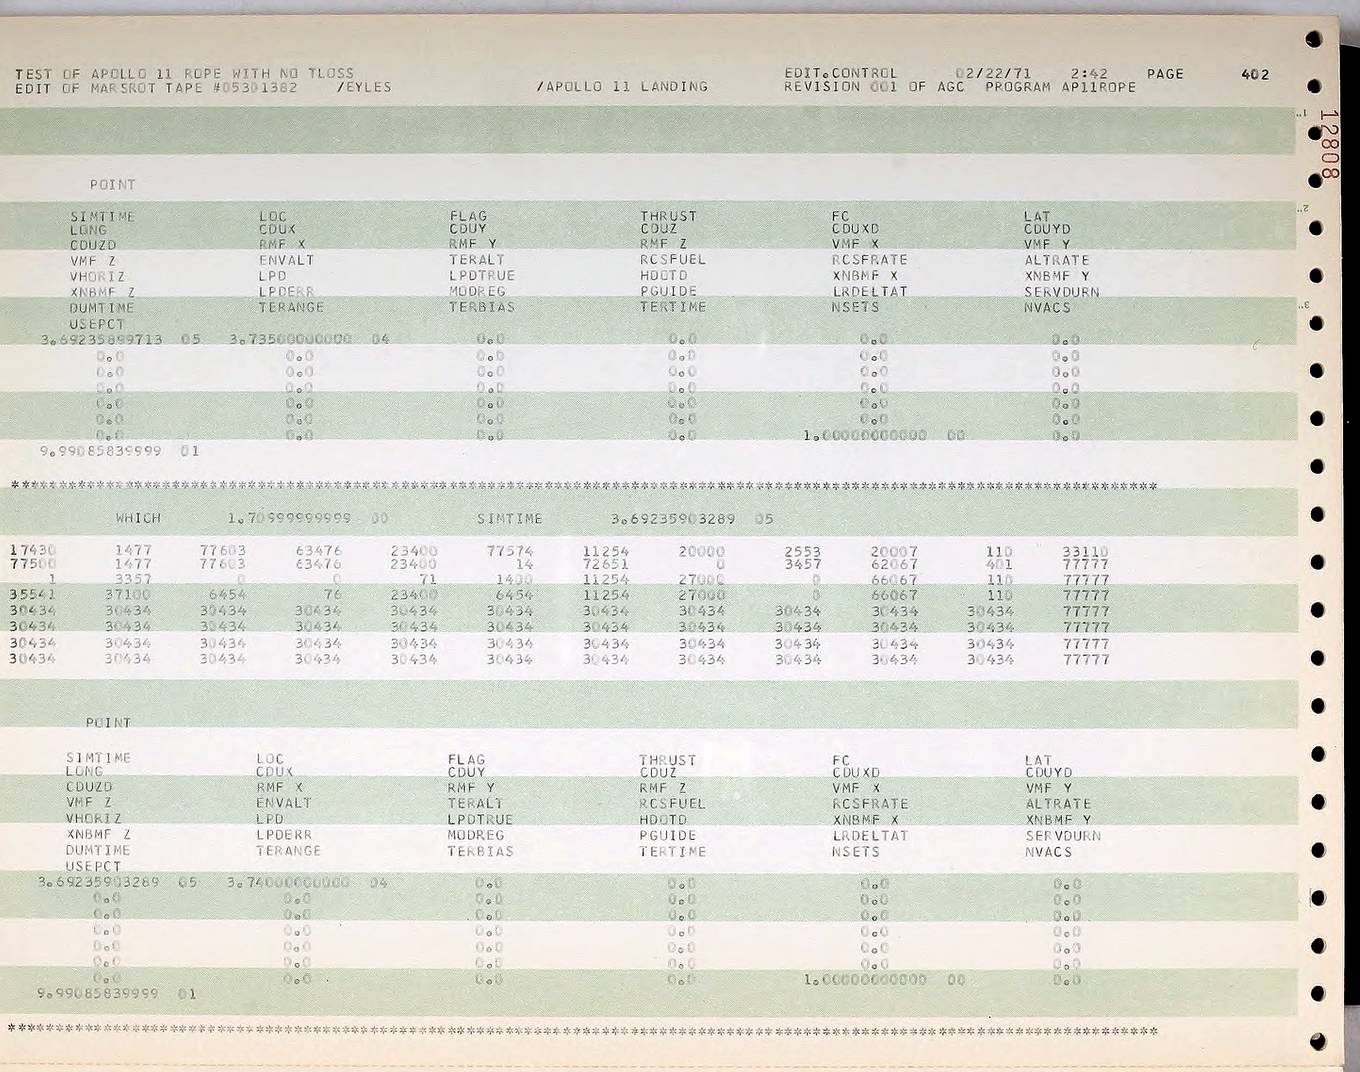 TEST OF APOLLO 11 ROPE WITH NO TLOSS EDIT.CONTROL 02/22/71 2:42 PAGE 402
EDIT OF MARSROT TAPE #05301382 /EYLES /APOLLO 11 LANDING REVISION 001 OF AGC PROGRAM AP11ROPE
12808
POINT
SIMTIME LOC FLAG THRUST FC LAT
LONG CDUX CDUY CDUZ CDUXD CDUYD
CDUZD RMF X RMF Y RMF Z VMF X VMF Y
VMF Z ENVALT TERALT RCSFUEL RCSFRATE ALTRATE
VHORIZ LPD LPDTRUE HDOTD XNBMF X XNBMF Y
XNBMF Z LPDERR MODREG PGUIDE LRDELTAT SERVDURN
DUMTIME TERANGE TERBIAS TERTIME NSETS NVACS
USEPCT
3.69235899713 05 3.73500000000 04 0.0 0.0 0.0 0.0
0.0 0.0 0.0 0.0 0.0 0.0
0.0 0.0 0.0 0.0 0.0 0.0
0.0 0.0 0.0 0.0 0.0 0.0
0.0 0.0 0.0 0.0 0.0 0.0
0.0 0.0 0.0 0.0 0.0 0.0
0.0 0.0 0.0 0.0 1.00000000000 00 0.0
9.99085839999 01
************************************************************************************************************************
WHICH 1.70999999999 00 SIMTIME 3.69235903289 05
17430 1477 77603 63476 23400 77574 11254 20000 2553 20007 110 33110
77500 1477 77603 63476 23400 14 72651 0 3457 62067 401 77777
1 3357 0 0 71 1400 11254 27000 0 66067 110 77777
35541 37100 6454 76 23400 6454 11254 27000 0 66067 110 77777
30434 30434 30434 30434 30434 30434 30434 30434 30434 30434 30434 77777
30434 30434 30434 30434 30434 30434 30434 30434 30434 30434 30434 77777
30434 30434 30434 30434 30434 30434 30434 30434 30434 30434 30434 77777
30434 30434 30434 30434 30434 30434 30434 30434 30434 30434 30434 77777
POINT
SIMTIME LOC FLAG THRUST FC LAT
LONG CDUX CDUY CDUZ CDUXD CDUYD
CDUZD RMF X RMF Y RMF Z VMF X VMF Y
VMF Z ENVALT TERALT RCSFUEL RCSFRATE ALTRATE
VHORIZ LPD LPDTRUE HDOTD XNBMF X XNBMF Y
XNBMF Z LPDERR MODREG PGUIDE LRDELTAT SERVDURN
DUMTIME TERANGE TERBIAS TERTIME NSETS NVACS
USEPCT
3.69235903289 05 3.74000000000 04 0.0 0.0 0.0 0.0
0.0 0.0 0.0 0.0 0.0 0.0
0.0 0.0 0.0 0.0 0.0 0.0
0.0 0.0 0.0 0.0 0.0 0.0
0.0 0.0 0.0 0.0 0.0 0.0
0.0 0.0 0.0 0.0 0.0 0.0
0.0 0.0 0.0 0.0 1.00000000000 00 0.0
9.99085839999 01
************************************************************************************************************************